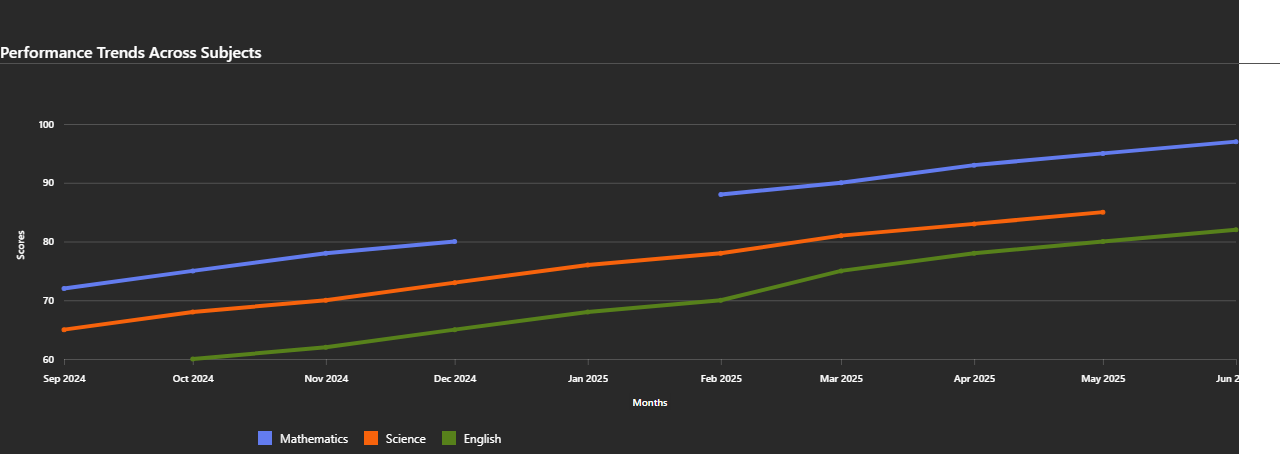 Performance Trends Across Subjects
100
90
80
70
60
Scores
Sep 2024 Oct 2024 Nov 2024 Dec 2024 Jan 2025 Feb 2025 Mar 2025 Apr 2025 May 2025 Jun
Months
Mathematics Science English